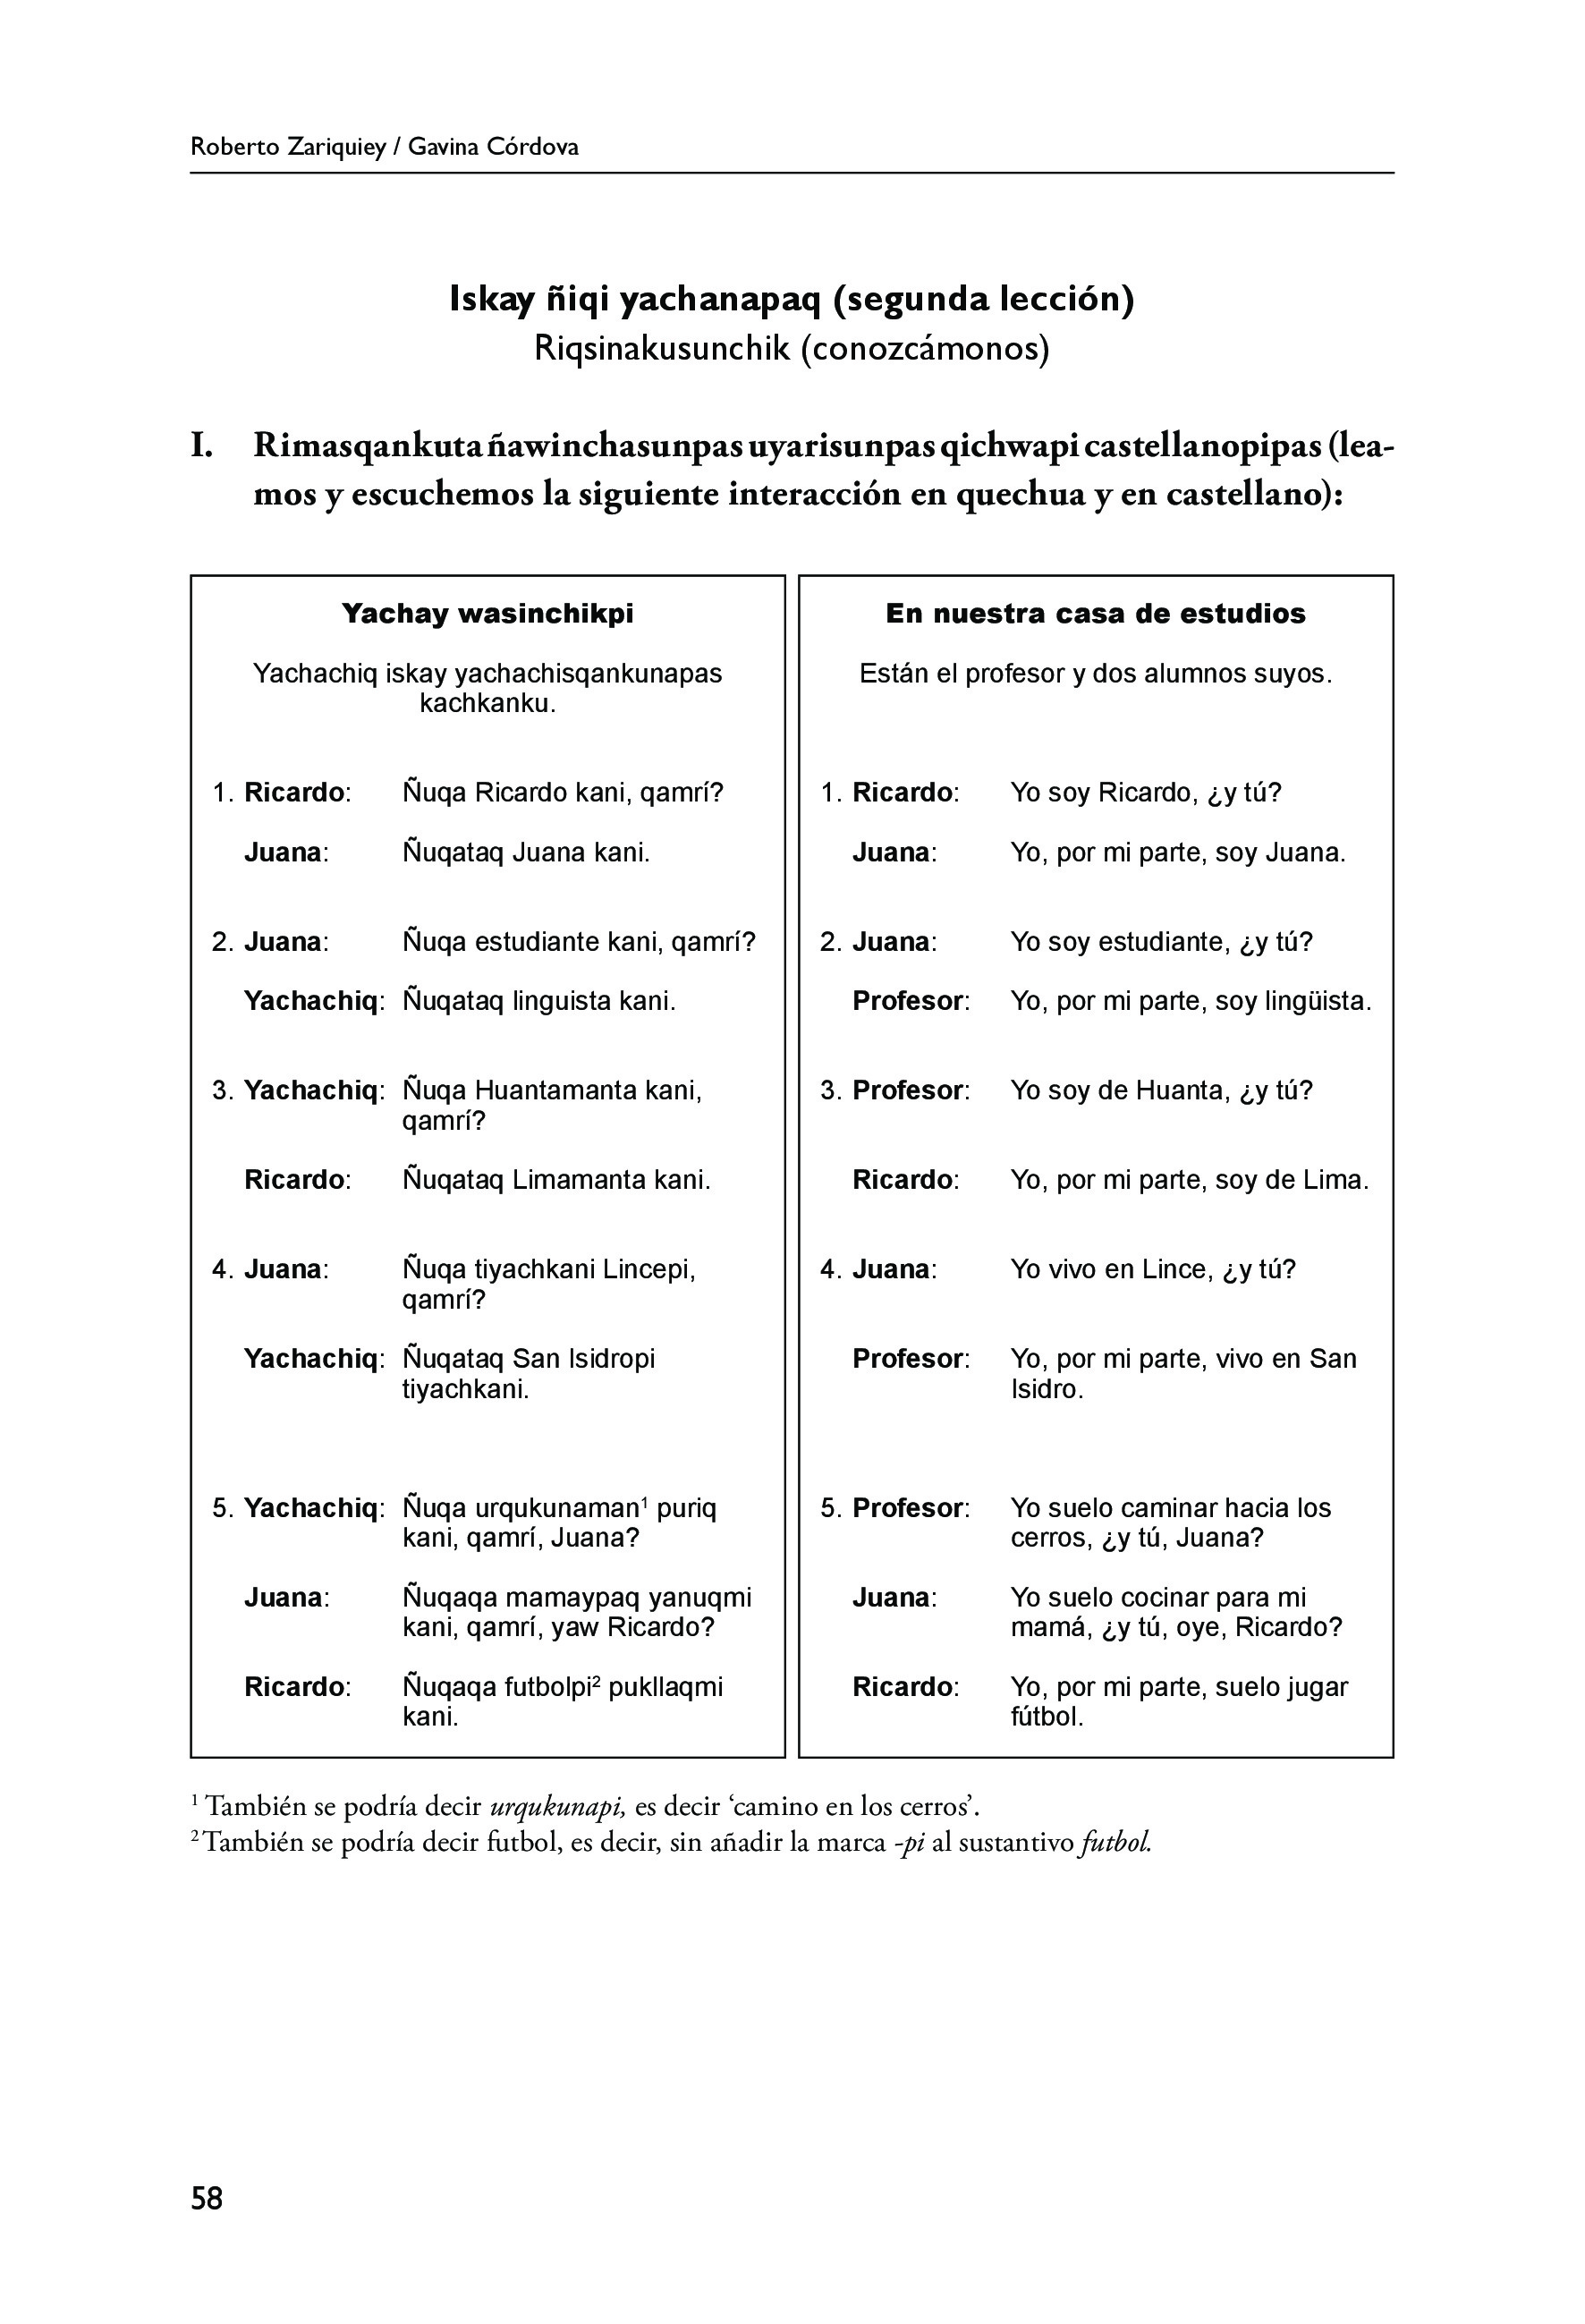 Roberto Zariquiey / Gavina Córdova
Iskay ñiqi yachanapaq (segunda lección)
Riqsinakusunchik (conozcámonos)
I. Rimasqankuta ñawinchasunpas uyarisunpas qichwapi castellanopipas (lea-
mos y escuchemos la siguiente interacción en quechua y en castellano):
Yachay wasinchikpi
Yachachiq iskay yachachisqankunapas
kachkanku.
1. Ricardo: Ñuqa Ricardo kani, qamrí?
Juana: Ñuqataq Juana kani.
2. Juana: Ñuqa estudiante kani, qamrí?
Yachachiq: Ñuqataq linguista kani.
3. Yachachiq: Ñuqa Huantamanta kani,
qamrí?
Ricardo: Ñuqataq Limamanta kani.
4. Juana: Ñuqa tiyachkani Lincepi,
qamrí?
Yachachiq: Ñuqataq San Isidropi
tiyachkani.
5. Yachachiq: Ñuqa urqukunaman¹ puriq
kani, qamrí, Juana?
Juana: Ñuqaqa mamaypaq yanuqmi
kani, qamrí, yaw Ricardo?
Ricardo: Ñuqaqa futbolpi² pukllaqmi
kani.
En nuestra casa de estudios
Están el profesor y dos alumnos suyos.
1. Ricardo: Yo soy Ricardo, ¿y tú?
Juana: Yo, por mi parte, soy Juana.
2. Juana: Yo soy estudiante, ¿y tú?
Profesor: Yo, por mi parte, soy lingüista.
3. Profesor: Yo soy de Huanta, ¿y tú?
Ricardo: Yo, por mi parte, soy de Lima.
4. Juana: Yo vivo en Lince, ¿y tú?
Profesor: Yo, por mi parte, vivo en San
Isidro.
5. Profesor: Yo suelo caminar hacia los
cerros, ¿y tú, Juana?
Juana: Yo suelo cocinar para mi
mamá, ¿y tú, oye, Ricardo?
Ricardo: Yo, por mi parte, suelo jugar
fútbol.
¹ También se podría decir urqukunapi, es decir ‘camino en los cerros’.
² También se podría decir futbol, es decir, sin añadir la marca -pi al sustantivo futbol.
58